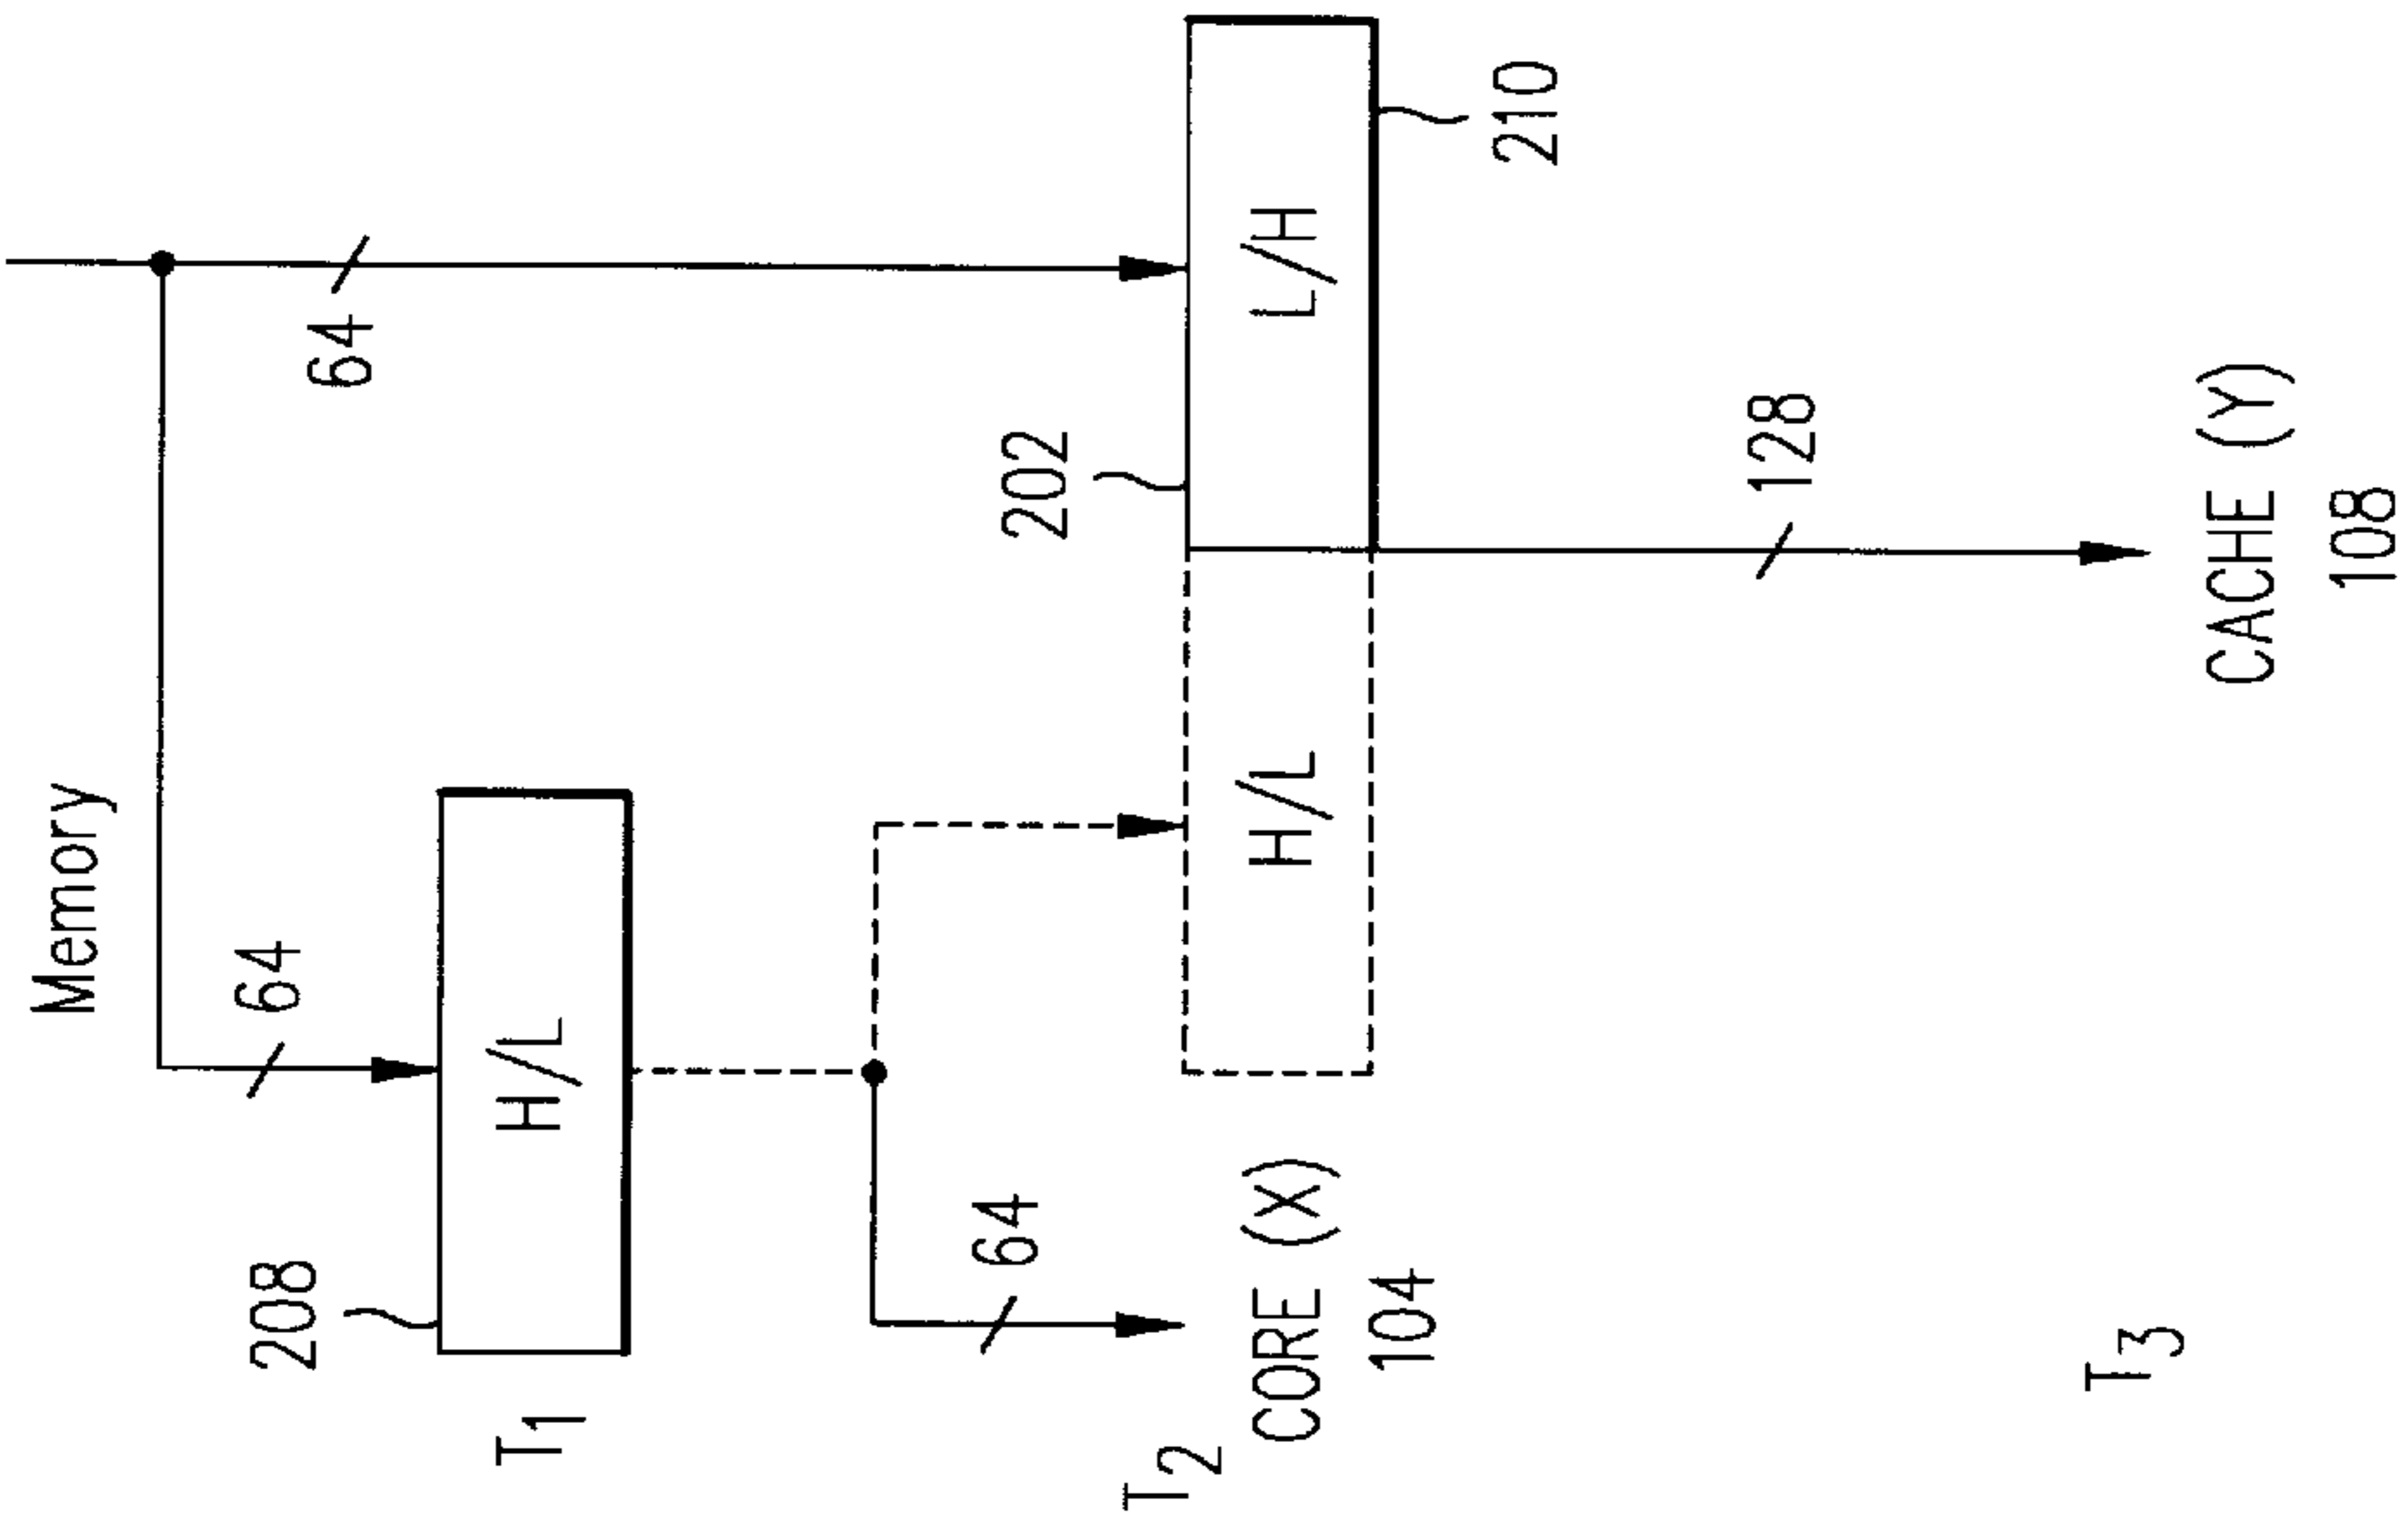 Memory
208
64
64
T1
H/L
64
202
T2
CORE (X)
104
H/L
L/H
210
128
T3
CACHE (Y)
108